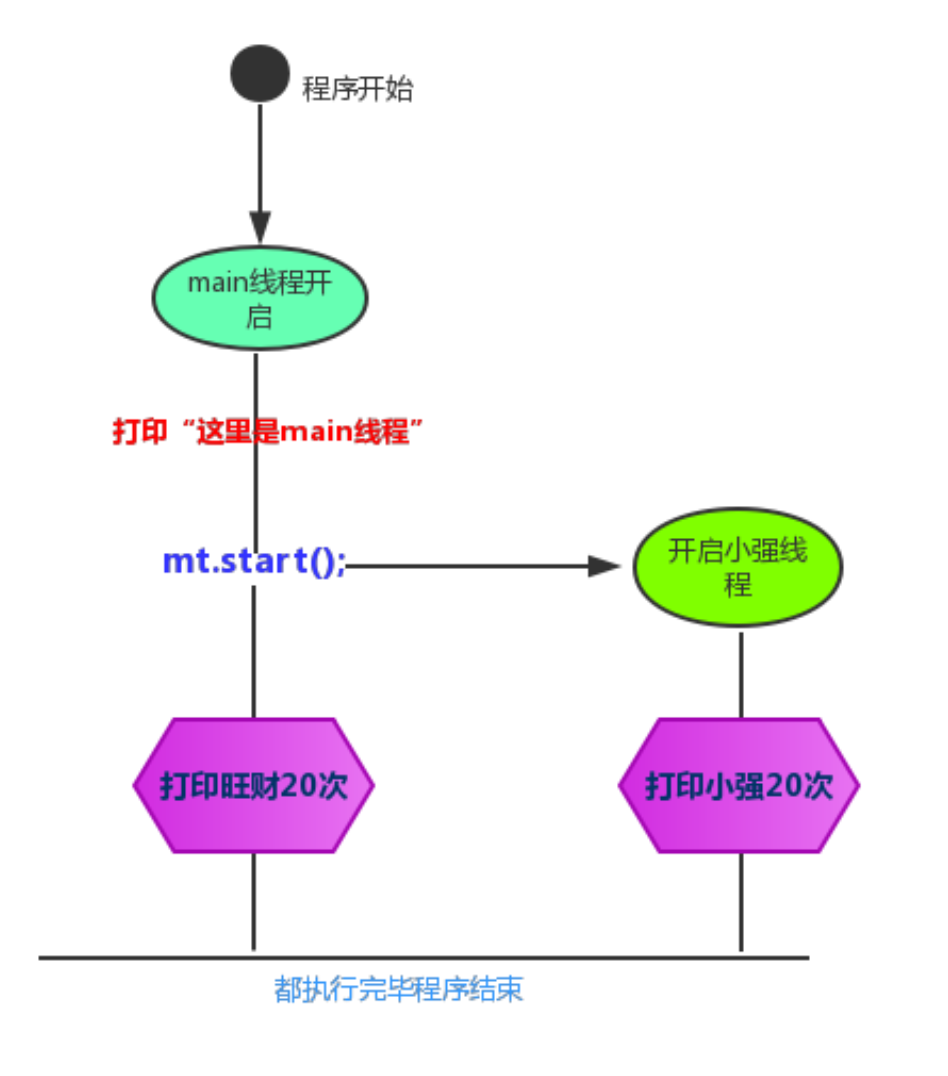 程序开始
main线程开
启
打印“这里是main线程”
mt.start();
开启小强线
程
打印旺财20次
打印小强20次
都执行完毕程序结束